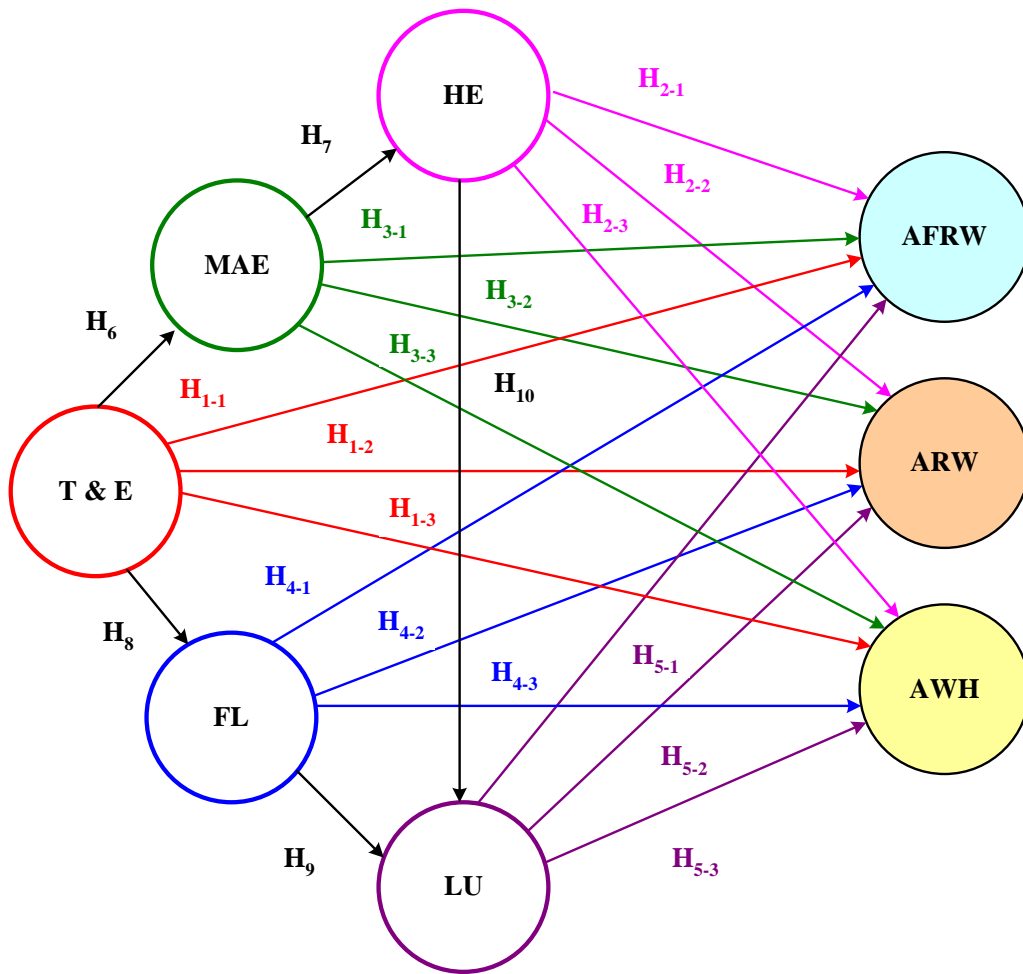 HE
H2-1
H7
H2-2
H3-1
H2-3
AFRW
MAE
H3-2
H6
H3-3
H10
H1-1
H1-2
ARW
T & E
H1-3
H4-1
H8
H4-2
H5-1
H4-3
AWH
FL
H5-2
H9
H5-3
LU